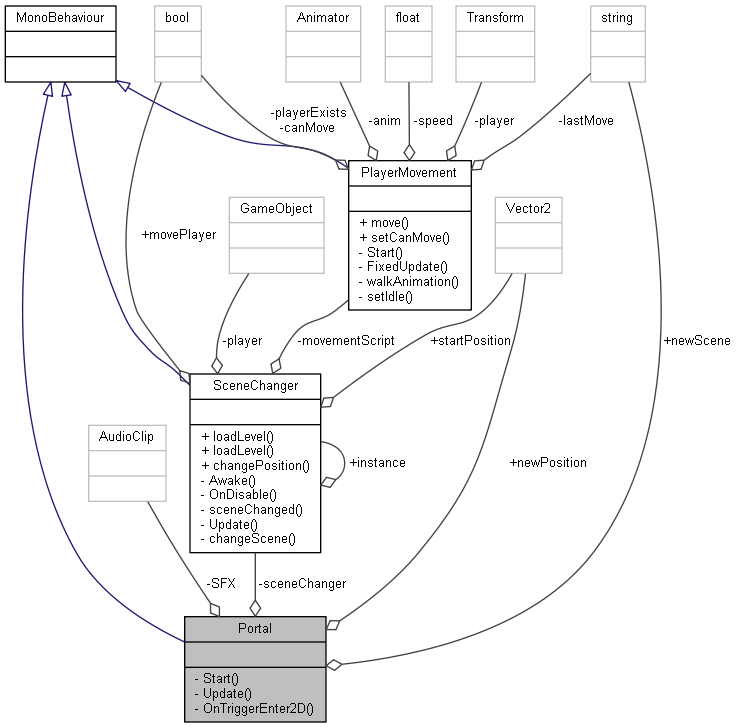 MonoBehaviour
bool
Animator
float
Transform
string
-playerExists
-canMove
-anim
-speed
-player
-lastMove
PlayerMovement
+ move()
+ setCanMove()
- Start()
- FixedUpdate()
- walkAnimation()
- setIdle()
GameObject
Vector2
+movePlayer
-player
-movementScript
+startPosition
+newScene
SceneChanger
+ loadLevel()
+ loadLevel()
+ changePosition()
- Awake()
- OnDisable()
- sceneChanged()
- Update()
- changeScene()
+instance
AudioClip
+newPosition
-SFX
-sceneChanger
Portal
- Start()
- Update()
- OnTriggerEnter2D()